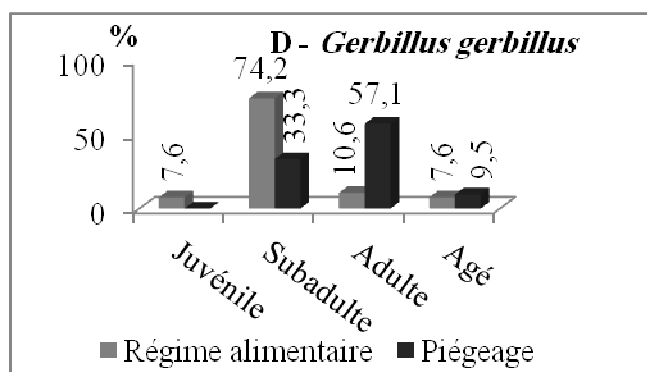 %
D - Gerbillus gerbillus
100
50
0
7,6
74,2
33,3
10,6
57,1
7,6
9,5
Juvénile
Subadulte
Adulte
Agé
Régime alimentaire
Piégeage